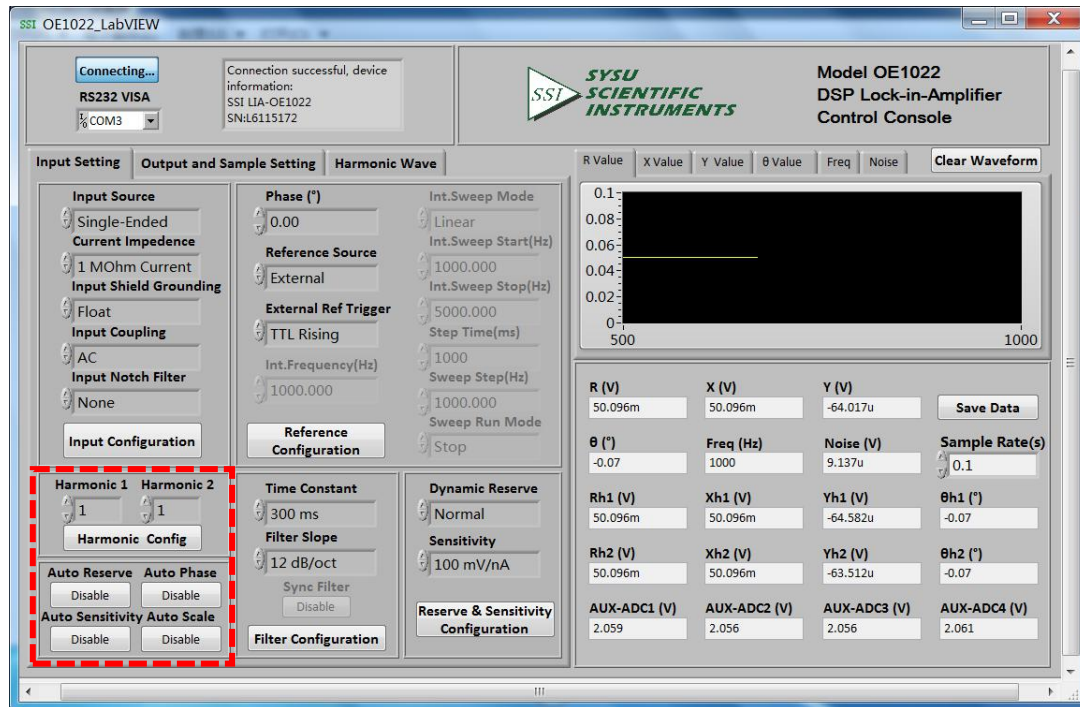 SSI OE1022_LabVIEW
Connecting...
RS232 VISA
COM3
Connection successful, device
information:
SSI LIA-OE1022
SN:L6115172
SSI
SYSU
SCIENTIFIC
INSTRUMENTS
Model OE1022
DSP Lock-in-Amplifier
Control Console
Input Setting Output and Sample Setting Harmonic Wave
Input Source
Single-Ended
Current Impedence
1 MOhm Current
Input Shield Grounding
Float
Input Coupling
AC
Input Notch Filter
None
Input Configuration
Phase (°)
0.00
Reference Source
External
External Ref Trigger
TTL Rising
Int.Frequency(Hz)
1000.000
Reference
Configuration
Int.Sweep Mode
Linear
Int.Sweep Start(Hz)
1000.000
Int.Sweep Stop(Hz)
5000.000
Step Time(ms)
1000
Sweep Step(Hz)
1000.000
Sweep Run Mode
Stop
Harmonic 1 Harmonic 2
1 1
Harmonic Config
Auto Reserve Auto Phase
Disable Disable
Auto Sensitivity Auto Scale
Disable Disable
Time Constant
300 ms
Filter Slope
12 dB/oct
Sync Filter
Disable
Filter Configuration
Dynamic Reserve
Normal
Sensitivity
100 mV/nA
Reserve & Sensitivity
Configuration
R Value X Value Y Value θ Value Freq Noise Clear Waveform
0.1
0.08
0.06
0.04
0.02
0
500 1000
R (V) X (V) Y (V)
50.096m 50.096m -64.017u Save Data
θ (°) Freq (Hz) Noise (V) Sample Rate(s)
-0.07 1000 9.137u 0.1
Rh1 (V) Xh1 (V) Yh1 (V) θh1 (°)
50.096m 50.096m -64.582u -0.07
Rh2 (V) Xh2 (V) Yh2 (V) θh2 (°)
50.096m 50.096m -63.512u -0.07
AUX-ADC1 (V) AUX-ADC2 (V) AUX-ADC3 (V) AUX-ADC4 (V)
2.059 2.056 2.056 2.061